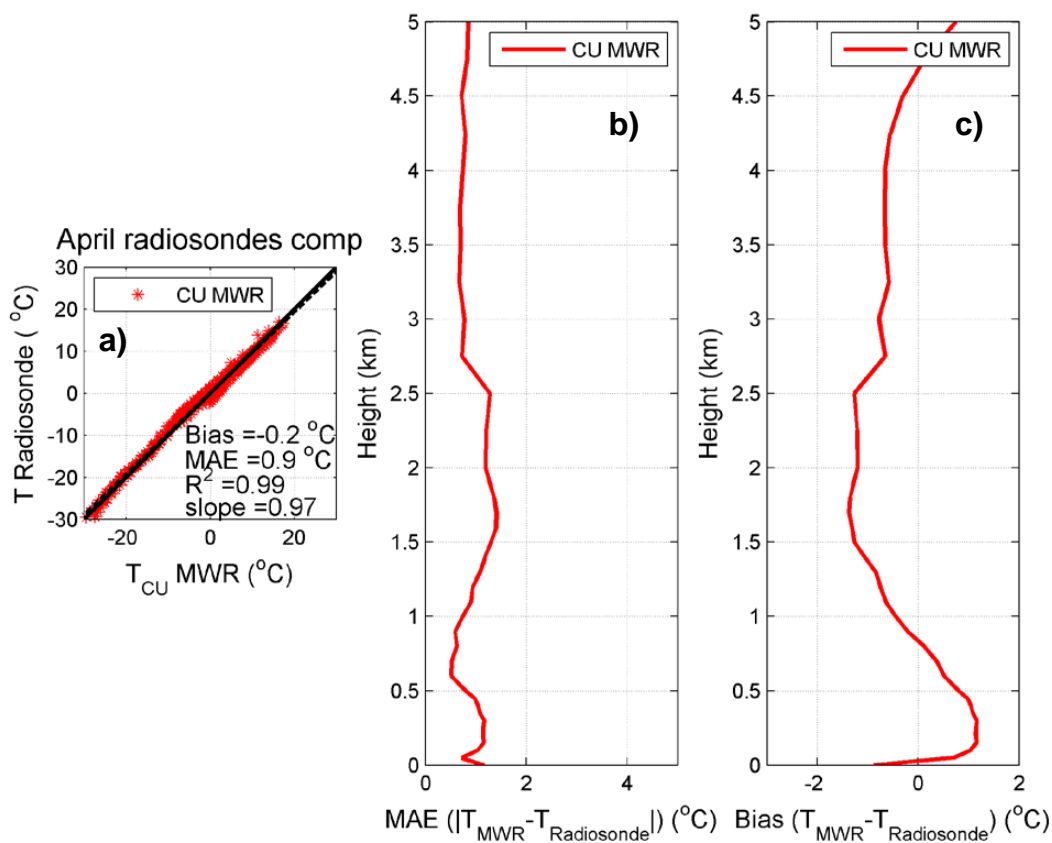 April radiosondes comp
30
20
10
0
-10
-20
-30
T Radiosonde ( °C)
CU MWR
a)
Bias =-0.2 °C
MAE =0.9 °C
R² =0.99
slope =0.97
-20 0 20
T_CU MWR (°C)
5
4.5
4
3.5
3
2.5
2
1.5
1
0.5
0
Height (km)
CU MWR
b)
0 2 4
MAE (|T_MWR-T_Radiosonde|) (°C)
5
4.5
4
3.5
3
2.5
2
1.5
1
0.5
0
Height (km)
CU MWR
c)
-2 0 2
Bias (T_MWR-T_Radiosonde) (°C)